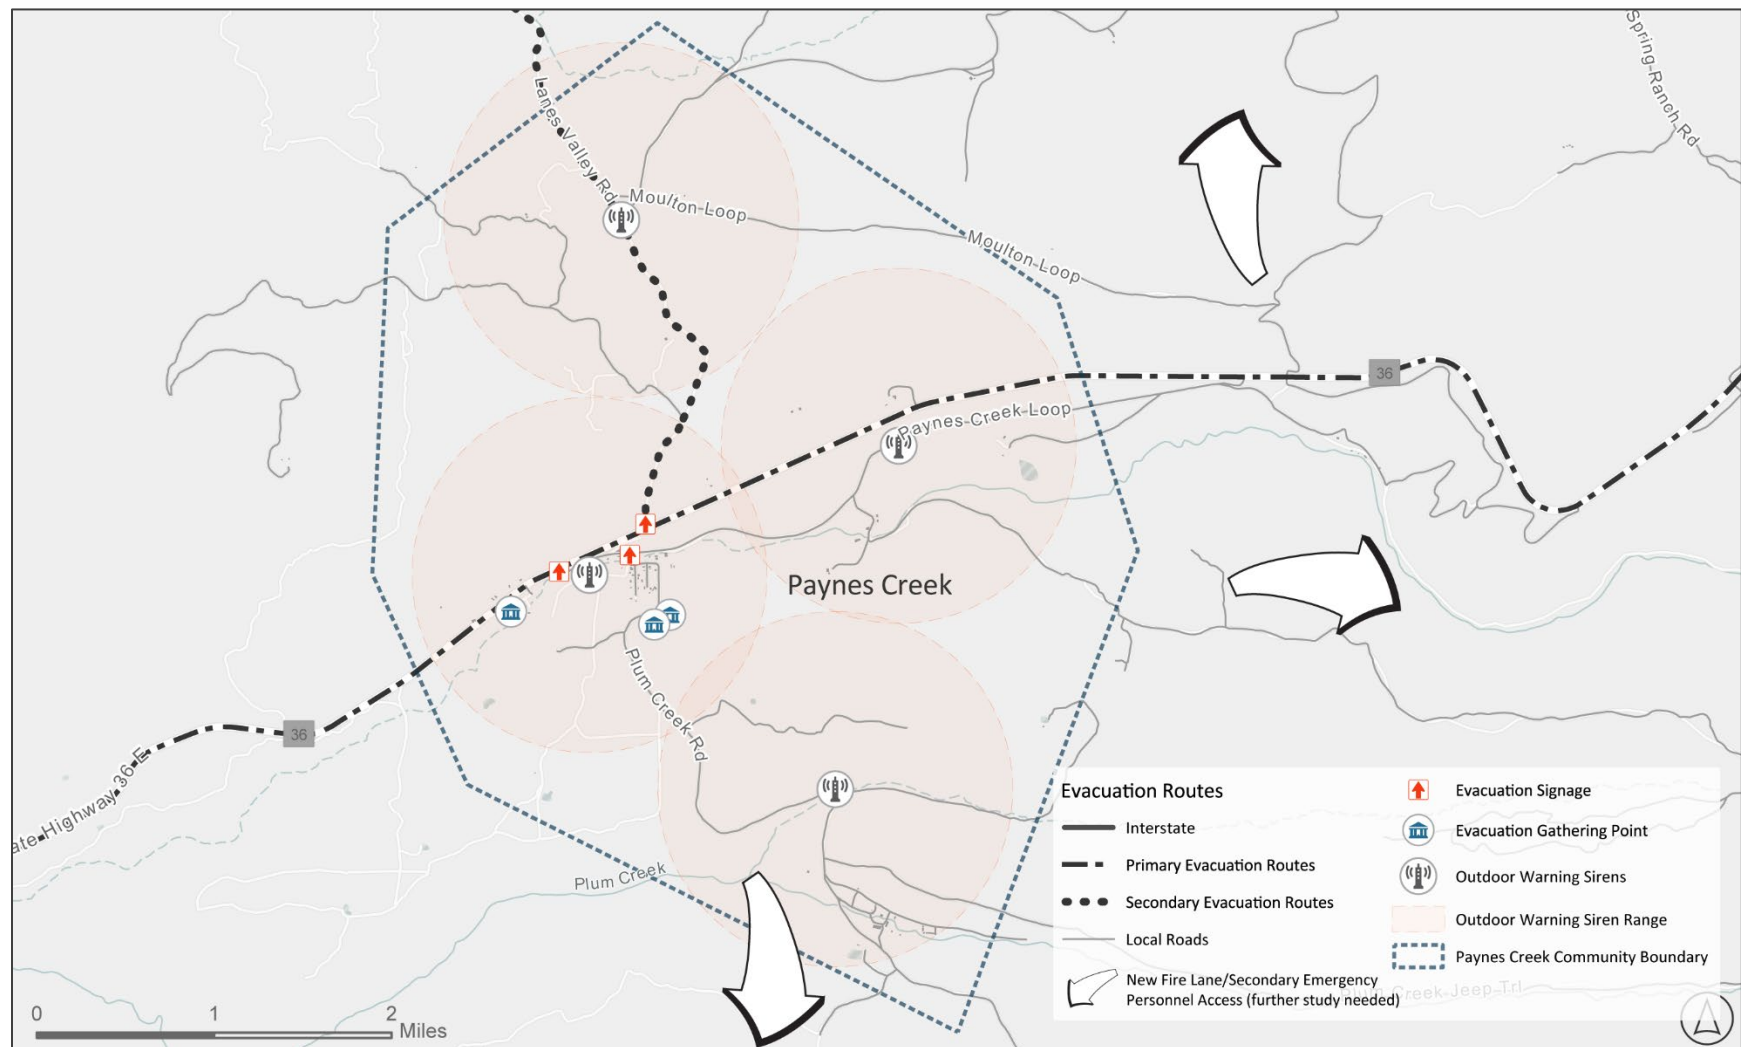 Spring Ranch Rd
Lanes Valley Rd
Moulton Loop
Moulton Loop
36
Paynes Creek Loop
Paynes Creek
Plum Creek Rd
36
ate Highway 36 E
Plum Creek
Evacuation Routes
Interstate
Primary Evacuation Routes
Secondary Evacuation Routes
Local Roads
New Fire Lane/Secondary Emergency
Personnel Access (further study needed)
Evacuation Signage
Evacuation Gathering Point
Outdoor Warning Sirens
Outdoor Warning Siren Range
Paynes Creek Community Boundary
Plum Creek Jeep Trl
0 1 2
Miles